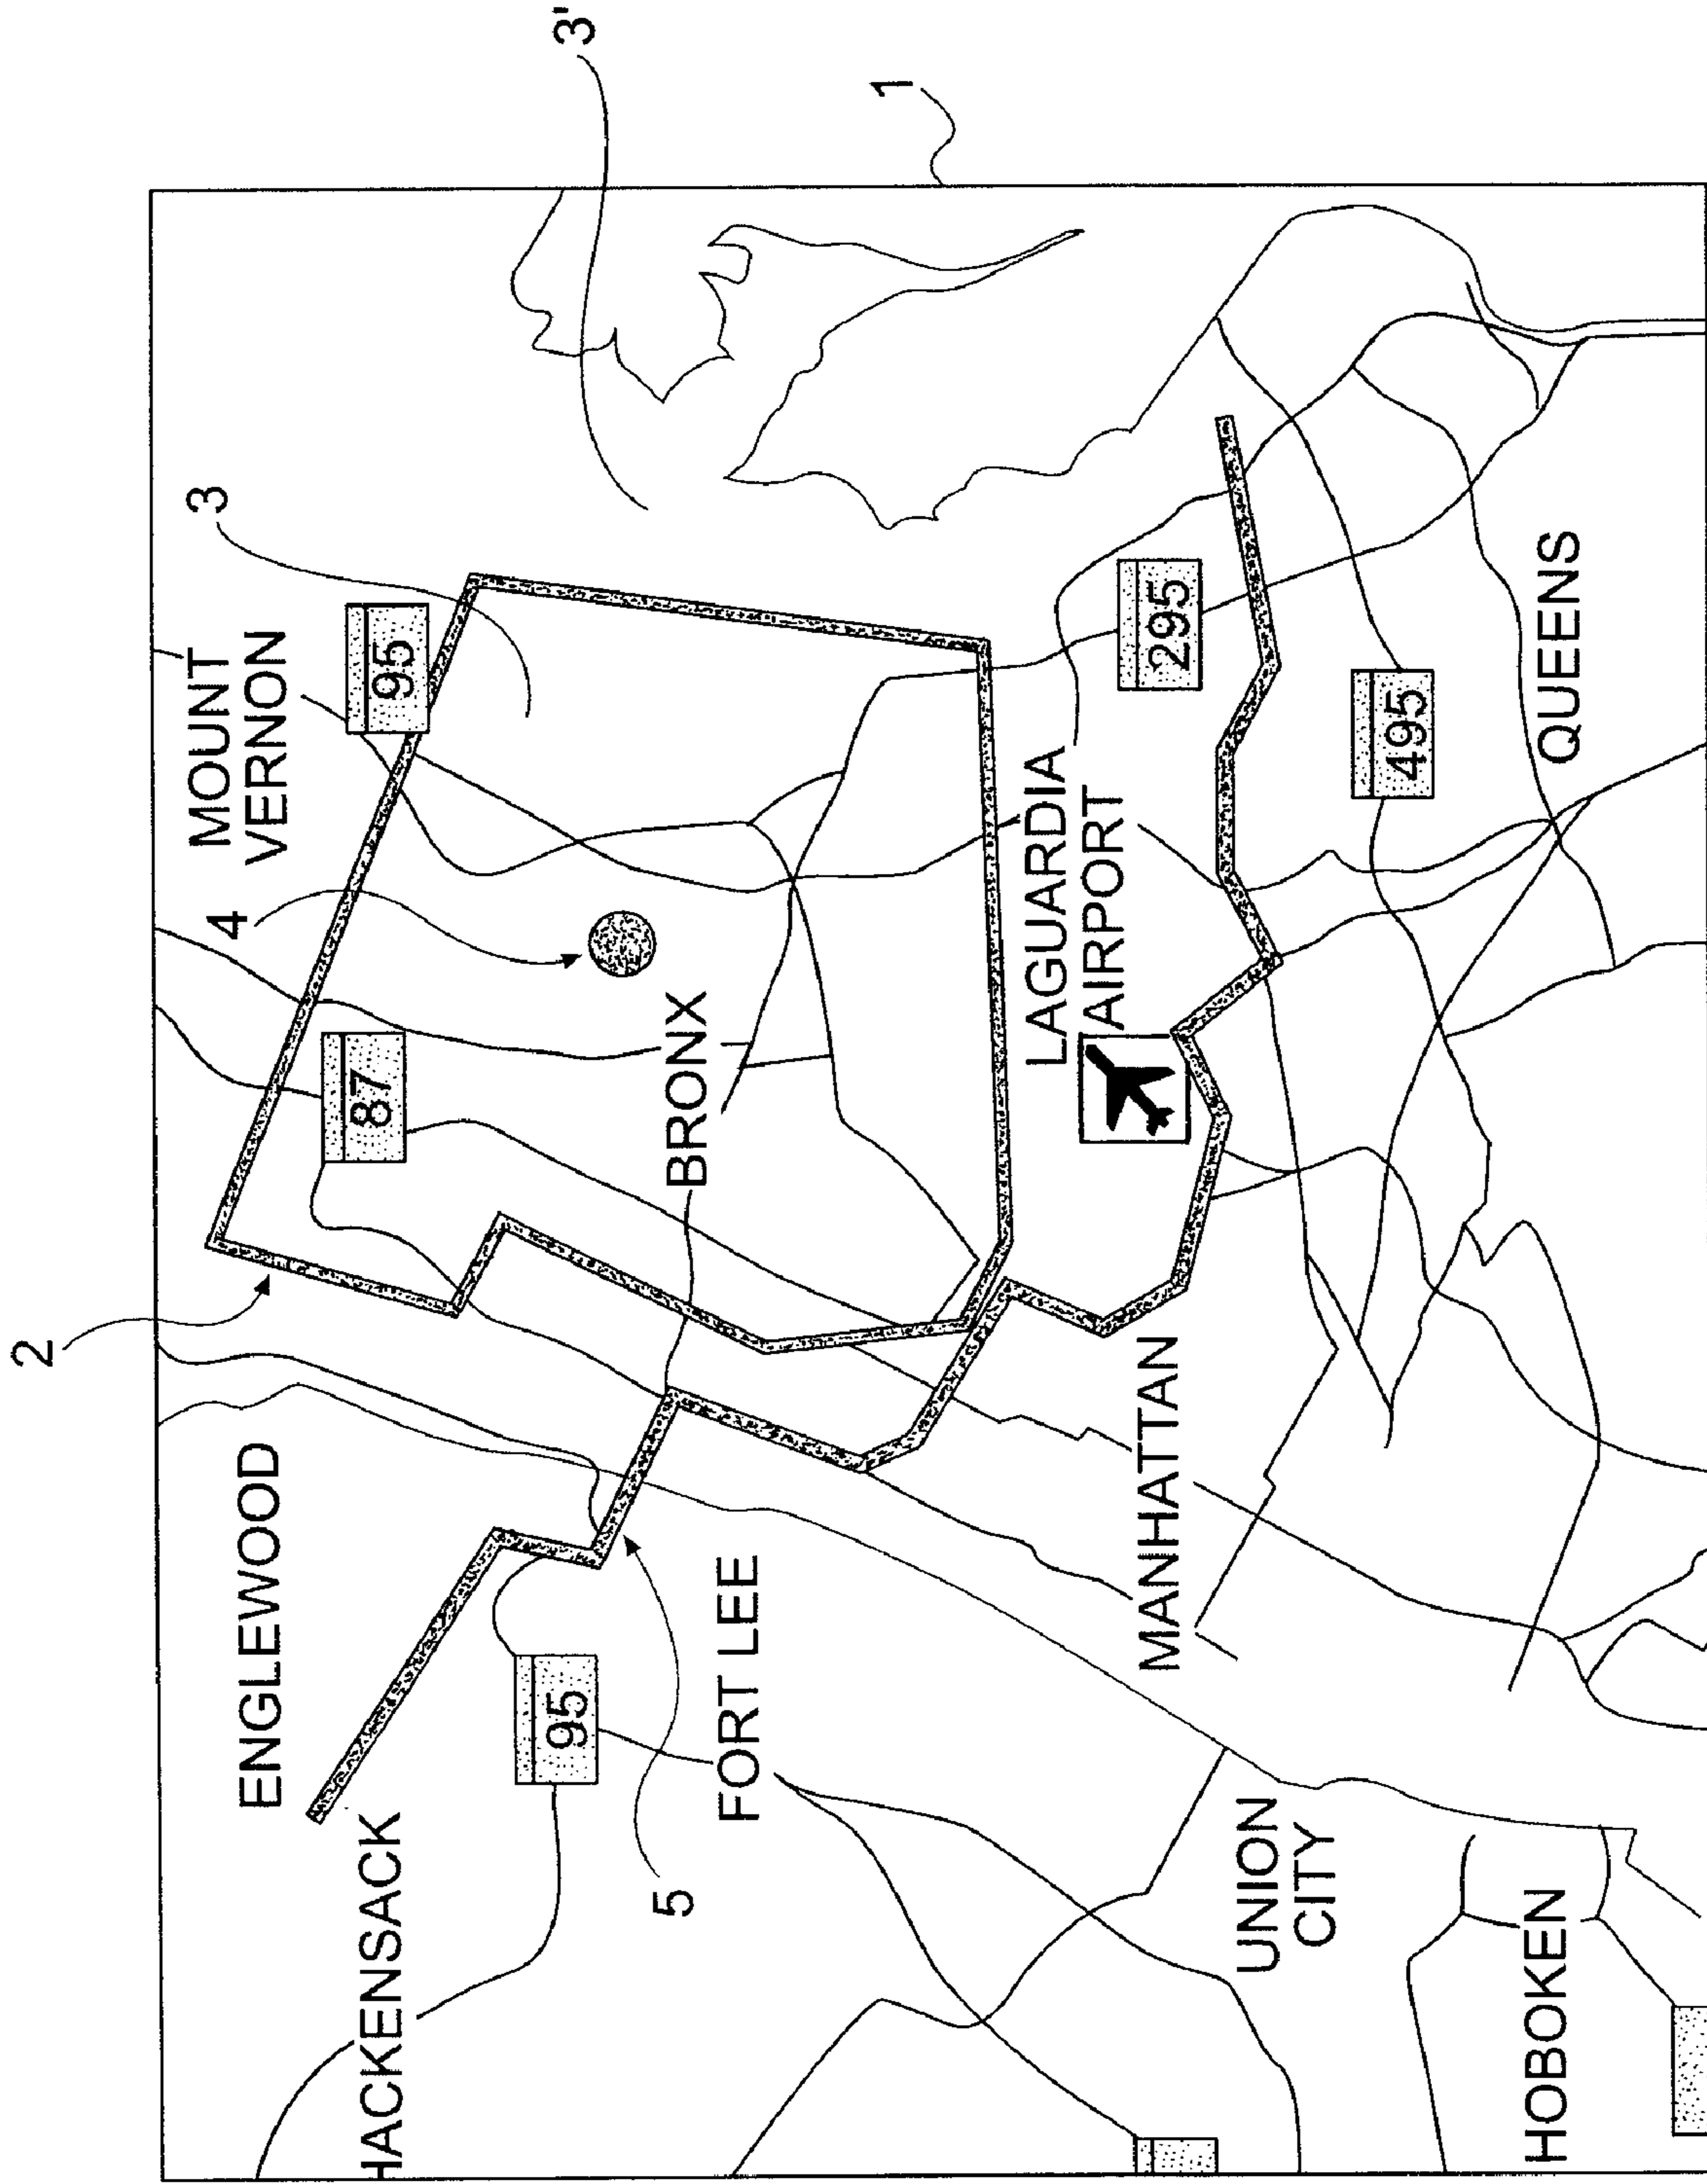 2
3
MOUNT
VERNON
4
ENGLEWOOD
87
HACKENSACK
95
95
3'
5
BRONX
FORT LEE
1
LAGUARDIA
AIRPORT
MANHATTAN
295
UNION
CITY
495
HOBOKEN
QUEENS